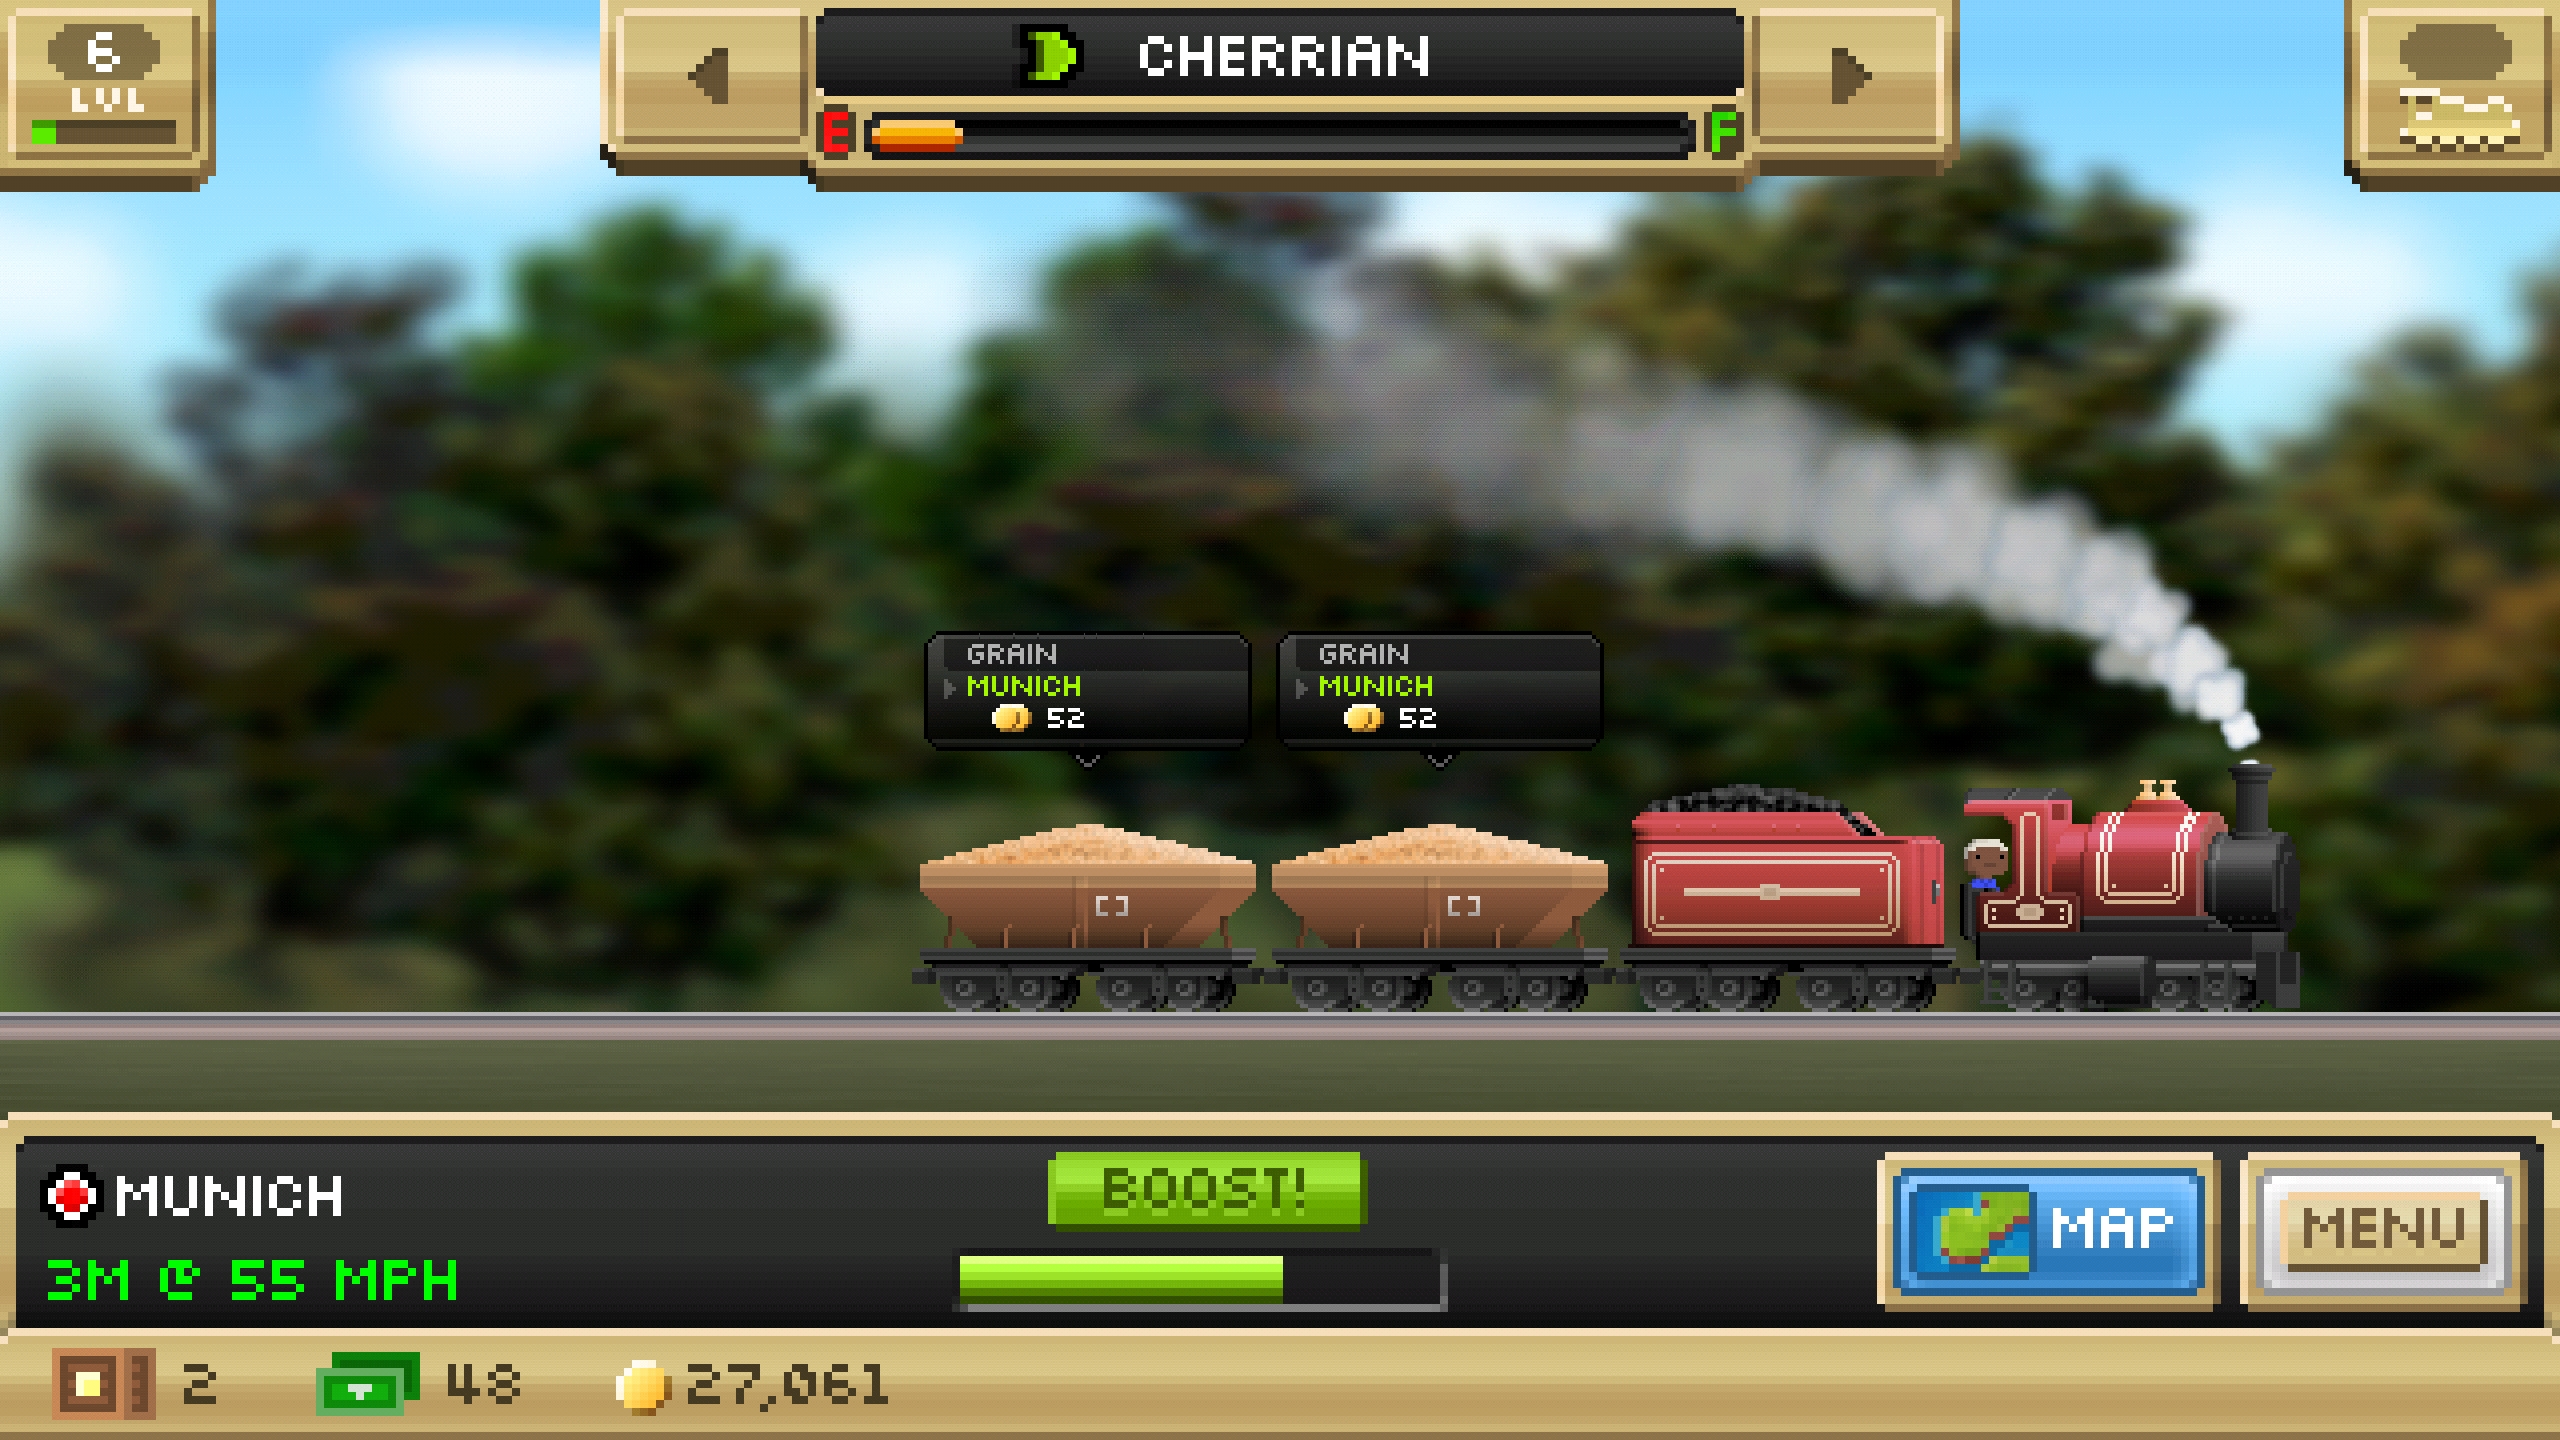 6
LVL
CHERRIAN
E
F
GRAIN
MUNICH
52
GRAIN
MUNICH
52
MUNICH
3M @ 55 MPH
BOOST!
MAP
MENU
2
48
27,061